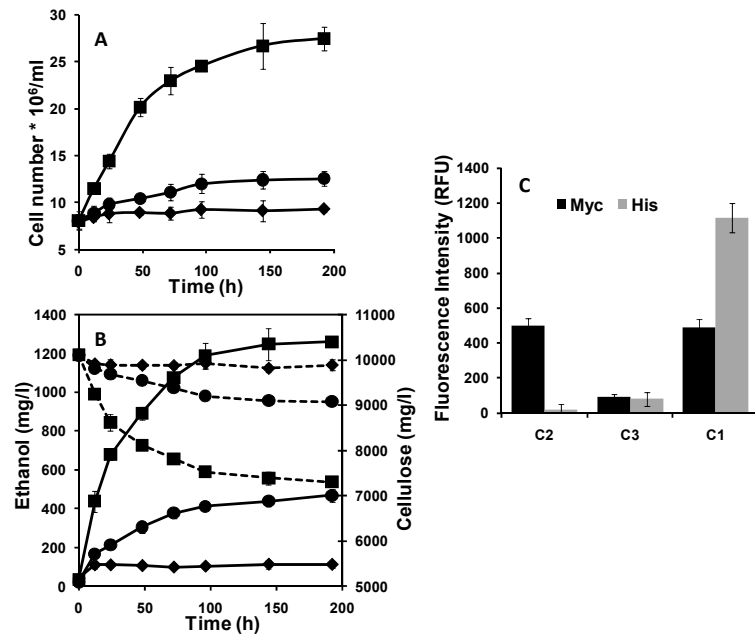 A
Cell number * 10⁶/ml
30
25
20
15
10
5
0 50 100 150 200
Time (h)
B
Ethanol (mg/l)
1400
1200
1000
800
600
400
200
0
11000
10000
9000
8000
7000
6000
5000
Cellulose (mg/l)
0 50 100 150 200
Time (h)
C
Fluorescence Intensity (RFU)
1400
1200
1000
800
600
400
200
0
Myc His
C2 C3 C1